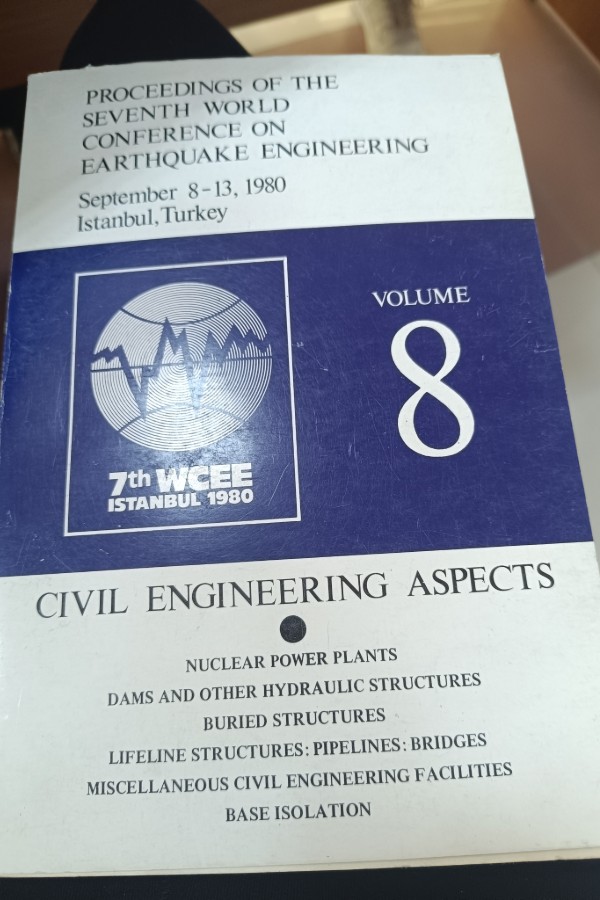 PROCEEDINGS OF THE
SEVENTH WORLD
CONFERENCE ON
EARTHQUAKE ENGINEERING
September 8-13, 1980
Istanbul, Turkey
VOLUME
8
7th WCEE
ISTANBUL 1980
CIVIL ENGINEERING ASPECTS
NUCLEAR POWER PLANTS
DAMS AND OTHER HYDRAULIC STRUCTURES
BURIED STRUCTURES
LIFELINE STRUCTURES: PIPELINES: BRIDGES
MISCELLANEOUS CIVIL ENGINEERING FACILITIES
BASE ISOLATION